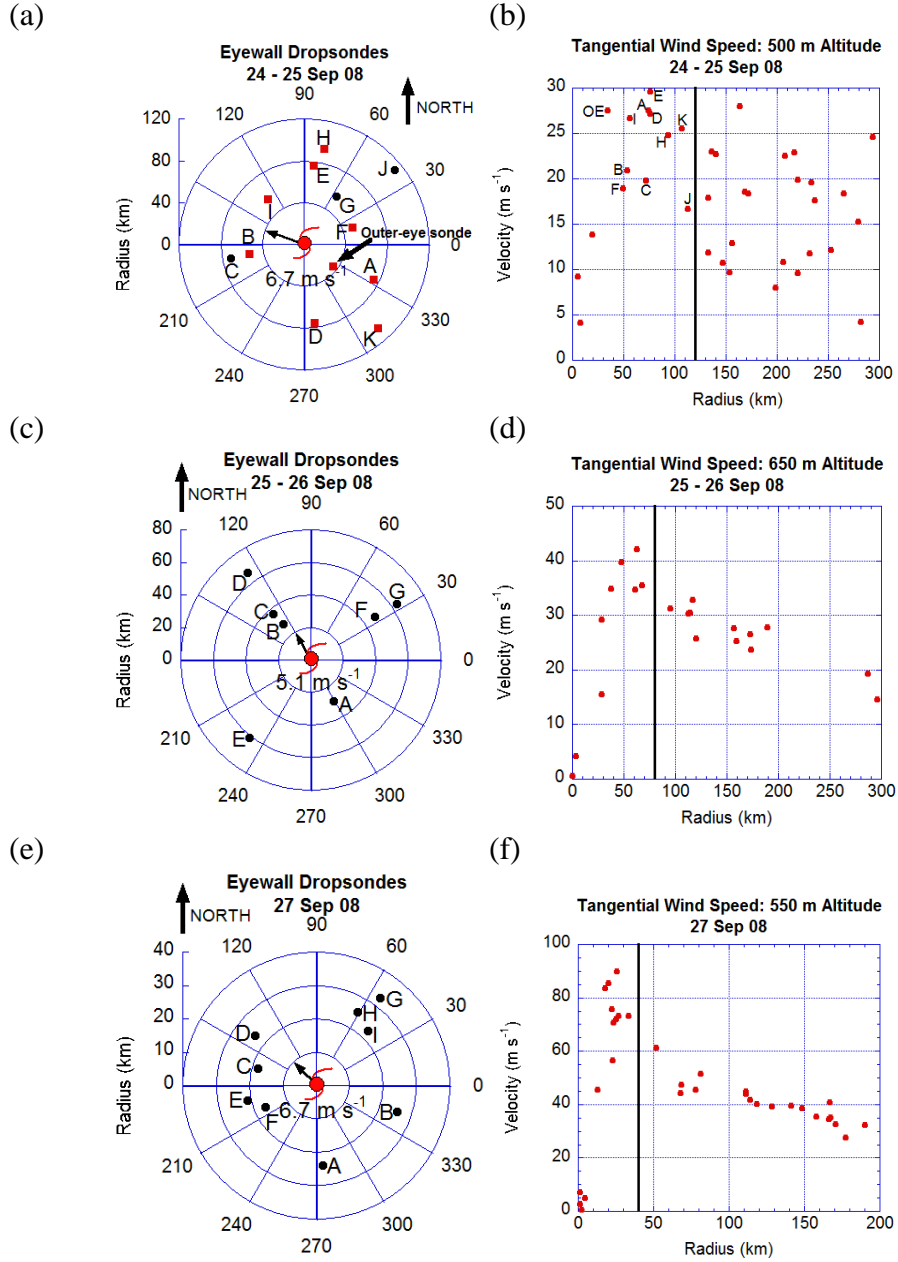 (a)
Eyewall Dropsondes
24 - 25 Sep 08
90
NORTH
120
60
120
H
80
J
30
E
I
G
40
F
Outer-eye sonde
Radius (km)
B
0
0
C
6.7 m s⁻¹
A
210
D
K
330
240
300
270
(b)
Tangential Wind Speed: 500 m Altitude
24 - 25 Sep 08
30
E
A
OE
I
D
K
25
H
B
20
F
C
J
15
10
5
0
Velocity (m s⁻¹)
0 50 100 150 200 250 300
Radius (km)
(c)
Eyewall Dropsondes
25 - 26 Sep 08
NORTH
90
120
60
80
D
60
G
30
C
F
40
B
20
Radius (km)
0
0
5.1 m s⁻¹
A
210
E
330
240
300
270
(d)
Tangential Wind Speed: 650 m Altitude
25 - 26 Sep 08
50
40
30
20
10
0
Velocity (m s⁻¹)
0 50 100 150 200 250 300
Radius (km)
(e)
Eyewall Dropsondes
27 Sep 08
NORTH
90
120
60
40
G
30
H
30
D
I
20
C
10
Radius (km)
E
0
0
F
6.7 m s⁻¹
B
210
A
330
240
300
270
(f)
Tangential Wind Speed: 550 m Altitude
27 Sep 08
100
80
60
40
20
0
Velocity (m s⁻¹)
0 50 100 150 200
Radius (km)